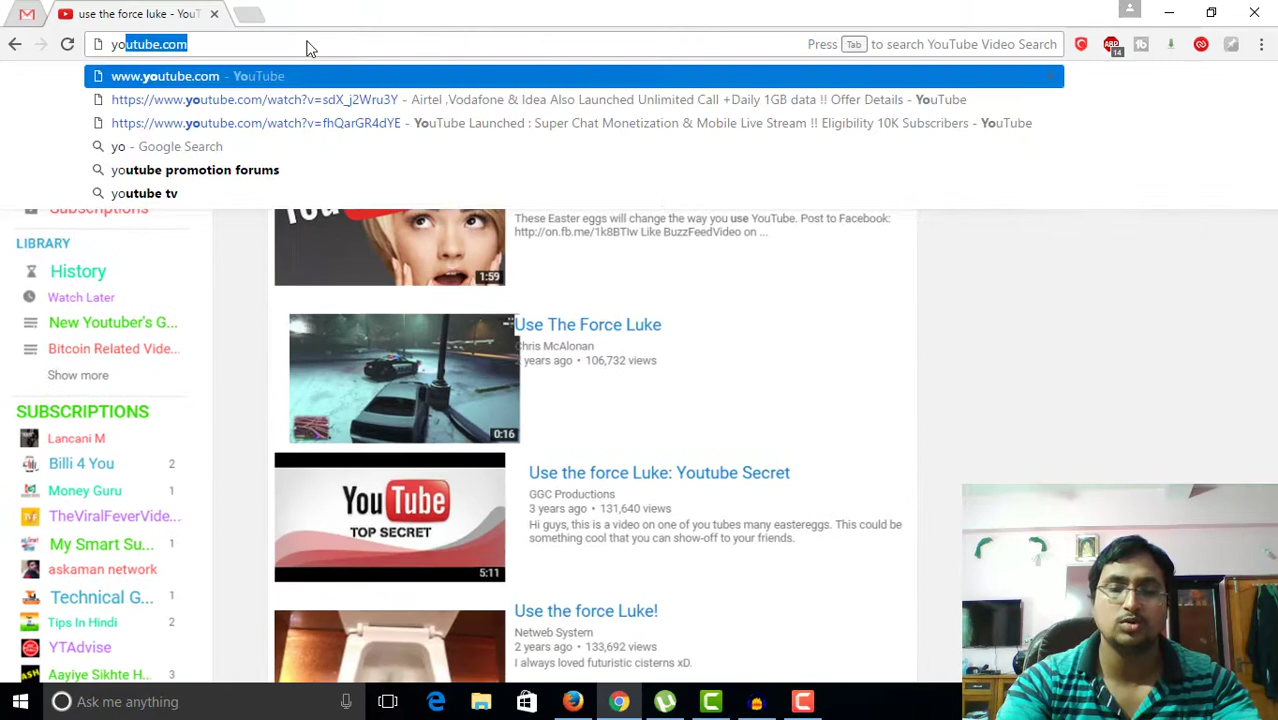 use the force luke - YouT
youtube.com
Press Tab to search YouTube Video Search
ABP
14
fb
www.youtube.com - YouTube
https://www.youtube.com/watch?v=sdX_j2Wru3Y - Airtel ,Vodafone & Idea Also Launched Unlimited Call +Daily 1GB data !! Offer Details - YouTube
https://www.youtube.com/watch?v=fhQarGR4dYE - YouTube Launched : Super Chat Monetization & Mobile Live Stream !! Eligibility 10K Subscribers - YouTube
yo - Google Search
youtube promotion forums
youtube tv
Subscriptions
LIBRARY
History
Watch Later
New Youtuber's G...
Bitcoin Related Vide...
Show more
SUBSCRIPTIONS
Lancani M
Billi 4 You 2
Money Guru 1
TheViralFeverVide...
My Smart Su... 1
askaman network
Technical G... 1
Tips In Hindi 2
YTAdvise
ASH
Aayiye Sikhte H... 3
You
1:59
These Easter eggs will change the way you use YouTube. Post to Facebook:
http://on.fb.me/1k8BTIw Like BuzzFeedVideo on ...
0:16
Use The Force Luke
Chris McAlonan
years ago • 106,732 views
You Tube
TOP SECRET
5:11
Use the force Luke: Youtube Secret
GGC Productions
3 years ago • 131,640 views
Hi guys, this is a video on one of you tubes many eastereggs. This could be
something cool that you can show-off to your friends.
Use the force Luke!
Netweb System
2 years ago • 133,692 views
I always loved futuristic cisterns xD.
Ask me anything